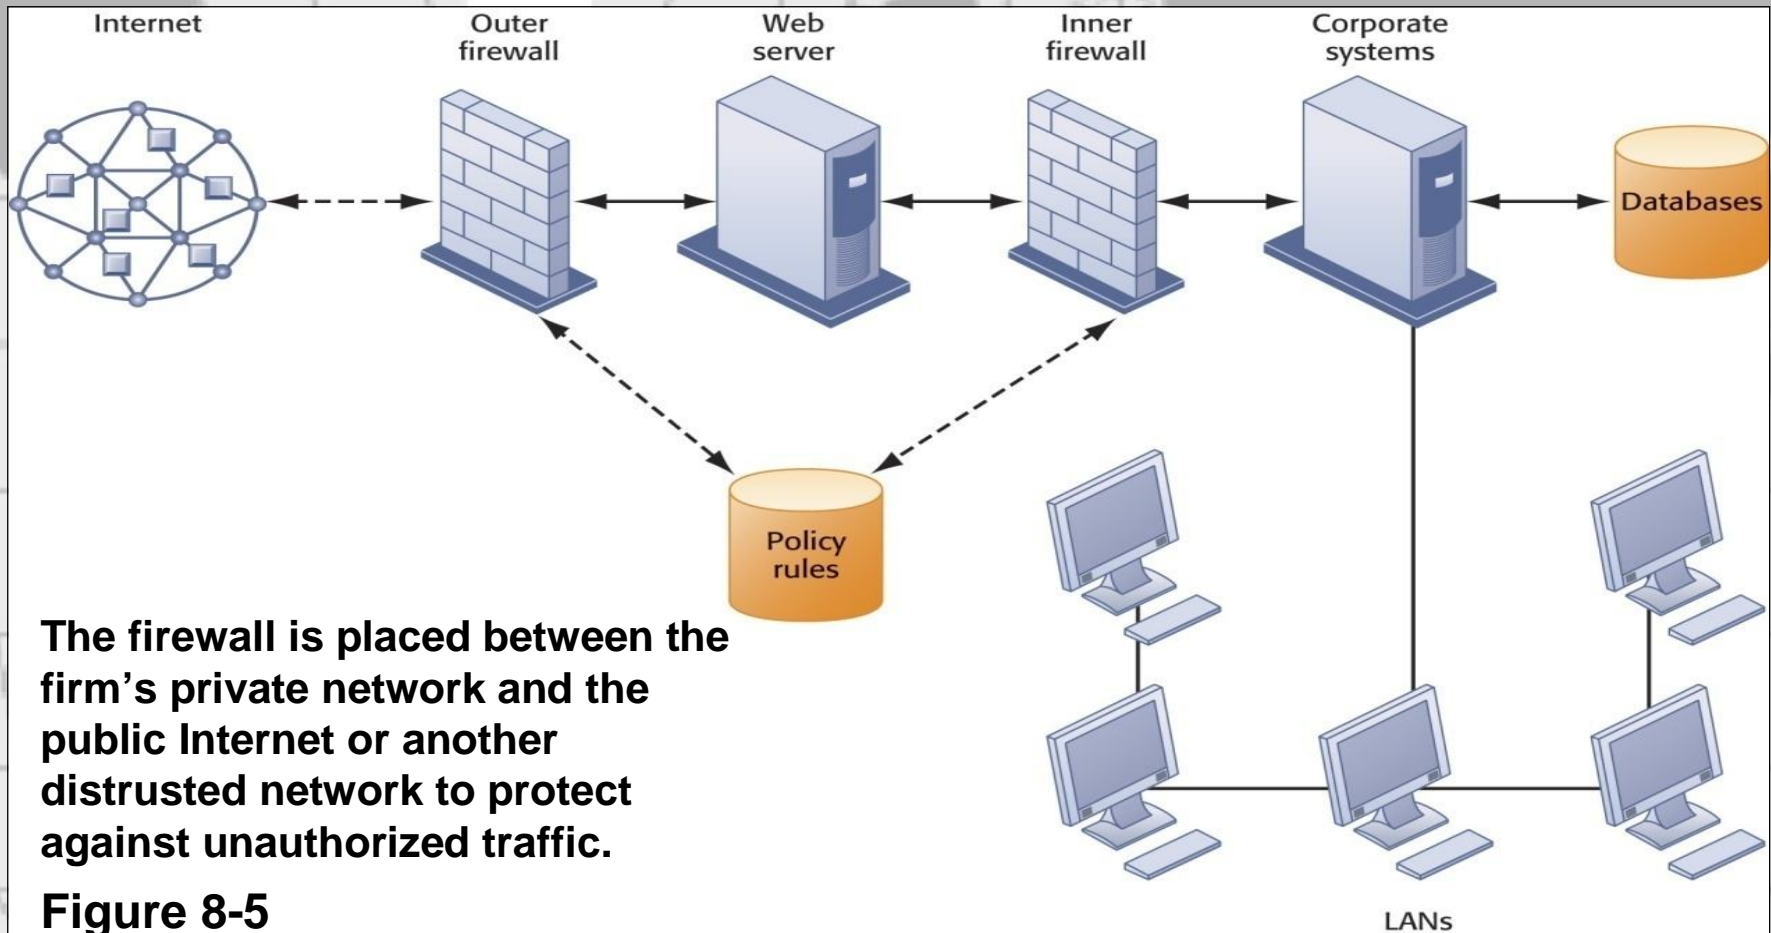 Internet
Outer
firewall
Web
server
Inner
firewall
Corporate
systems
Databases
Policy
rules
The firewall is placed between the
firm’s private network and the
public Internet or another
distrusted network to protect
against unauthorized traffic.
Figure 8-5
LANs